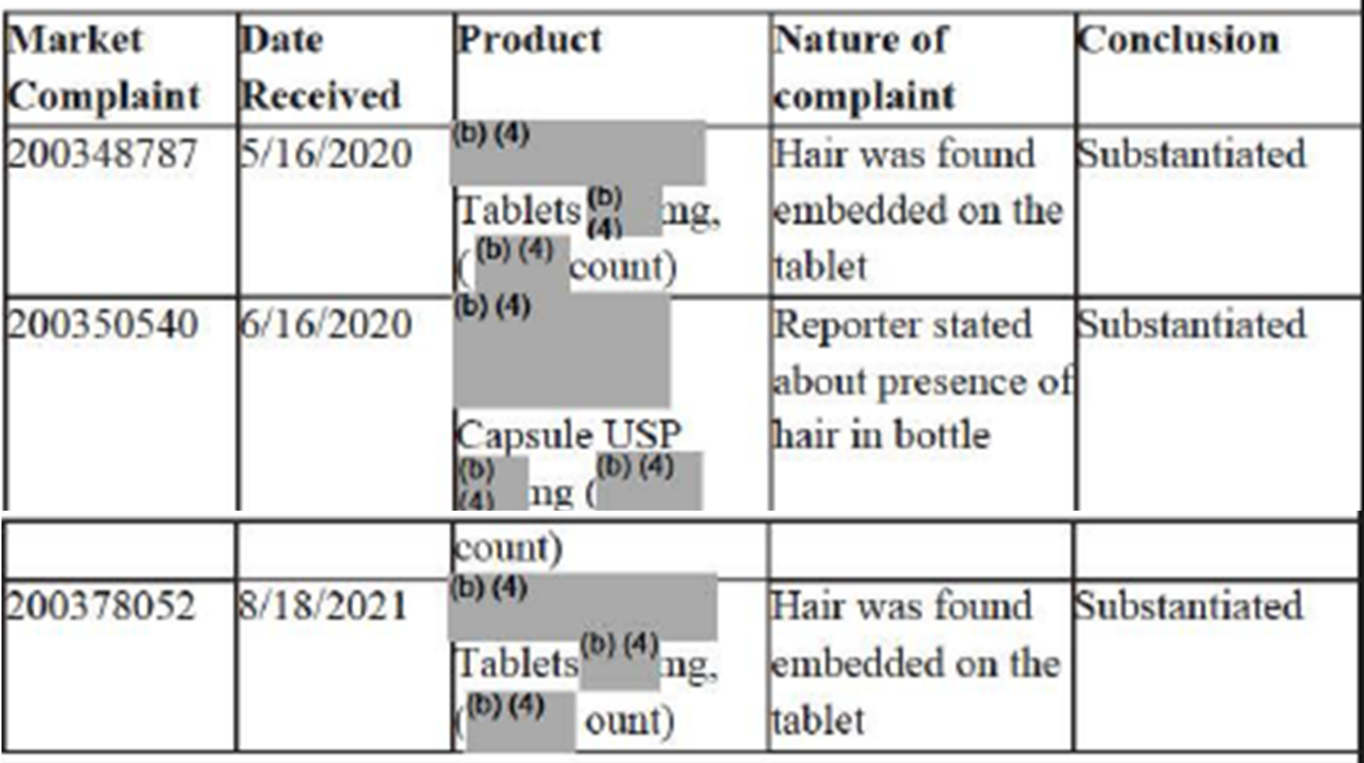 Market Complaint | Date Received | Product | Nature of complaint | Conclusion
200348787 | 5/16/2020 | (b) (4) | Hair was found | Substantiated
Tablets (b) (4) mg, | embedded on the
( (b) (4) count) | tablet
200350540 | 6/16/2020 | (b) (4) | Reporter stated | Substantiated
about presence of
Capsule USP | hair in bottle
(b) (4) mg ( (b) (4)
count)
200378052 | 8/18/2021 | (b) (4) | Hair was found | Substantiated
Tablets (b) (4) mg, | embedded on the
( (b) (4) ount) | tablet